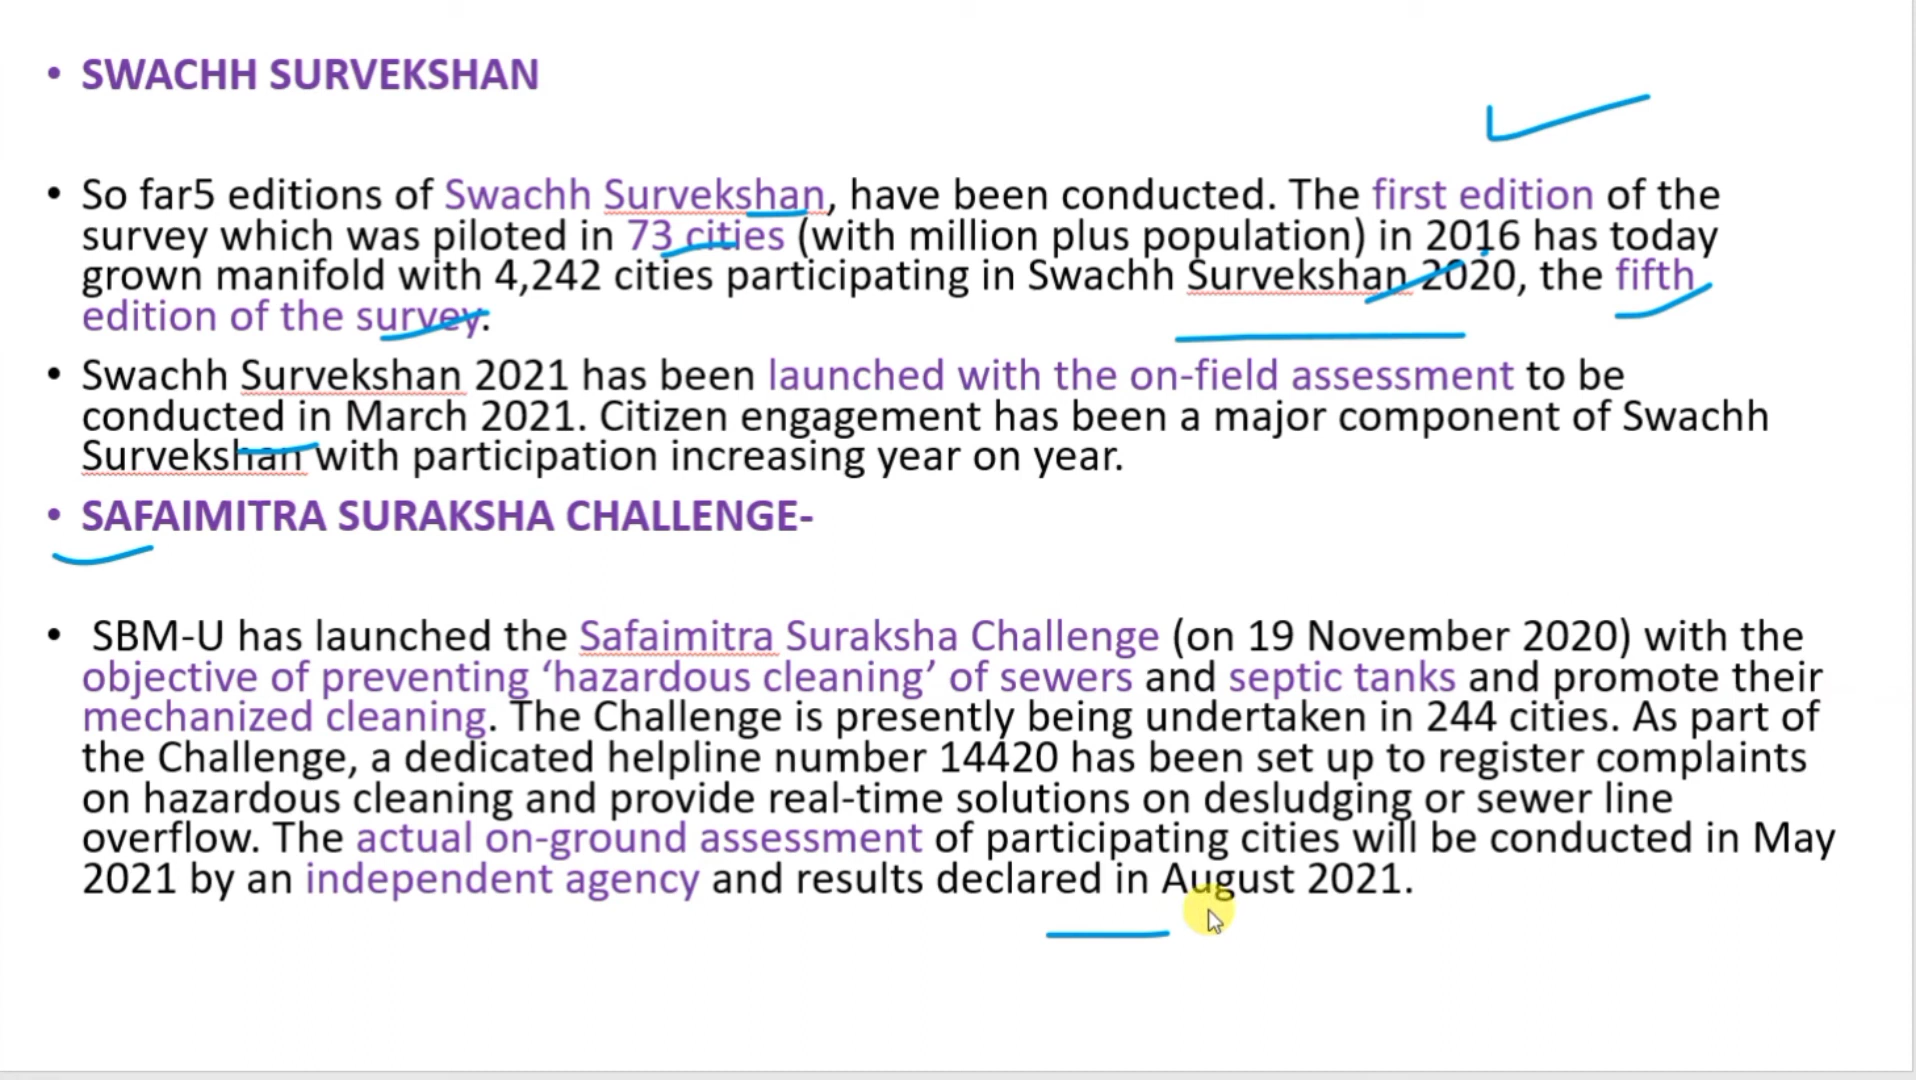 • SWACHH SURVEKSHAN
• So far5 editions of Swachh Survekshan, have been conducted. The first edition of the
survey which was piloted in 73 cities (with million plus population) in 2016 has today
grown manifold with 4,242 cities participating in Swachh Survekshan 2020, the fifth
edition of the survey.
• Swachh Survekshan 2021 has been launched with the on-field assessment to be
conducted in March 2021. Citizen engagement has been a major component of Swachh
Survekshan with participation increasing year on year.
• SAFAIMITRA SURAKSHA CHALLENGE-
• SBM-U has launched the Safaimitra Suraksha Challenge (on 19 November 2020) with the
objective of preventing ‘hazardous cleaning’ of sewers and septic tanks and promote their
mechanized cleaning. The Challenge is presently being undertaken in 244 cities. As part of
the Challenge, a dedicated helpline number 14420 has been set up to register complaints
on hazardous cleaning and provide real-time solutions on desludging or sewer line
overflow. The actual on-ground assessment of participating cities will be conducted in May
2021 by an independent agency and results declared in August 2021.